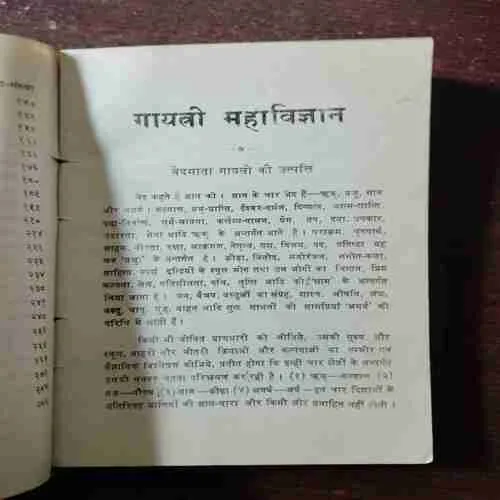 गायत्री महाविज्ञान
वेदमाता गायत्री की उत्पत्ति
वेद कहते हैं ज्ञान को । ज्ञान के चार भेद हैं—ऋक्, यजु, साम
और अथर्व । कल्याण, प्रभु-प्राप्ति, ईश्वर-दर्शन, दिव्यत्व, आत्म-शान्ति,
ब्रह्म-निर्वाण, धर्म-भावना, कर्तव्य-पालन, प्रेम, तप, दया, उपकार,
उदारता, सेवा आदि ऋक् के अन्तर्गत आते हैं । पराक्रम, पुरुषार्थ,
साहस, वीरता, रक्षा, आक्रमण, नेतृत्व, यश, विजय, पद, प्रतिष्ठा यह
सब 'यजुः' के अन्तर्गत हैं । क्रीड़ा, विनोद, मनोरंजन, संगीत-कला,
साहित्य, स्पर्श इन्द्रियों के स्थूल भोग तथा उन भोगों का चिन्तन, प्रिय
कल्पना, खेल, गतिशीलता, रुचि, तृप्ति आदि को 'साम' के अन्तर्गत
लिया जाता है । धन, वैभव, वस्तुओं का संग्रह, शास्त्र, औषधि, अन्न,
वस्तु, धातु, गृह, वाहन आदि सुख साधनों की सामग्रियाँ 'अथर्व' की
परिधि में आती हैं ।
किसी भी जीवित प्राणधारी को लीजिये, उसकी सूक्ष्म और
स्थूल, बाहरी और भीतरी क्रियाओं और कल्पनाओं का गम्भीर एवं
वैज्ञानिक विश्लेषण कीजिये, प्रतीत होगा कि इन्हीं चार क्षेत्रों के अन्तर्गत
उसकी समस्त चेतना परिभ्रमण कर रही है । (१) ऋक्—कल्याण (२)
यजु—पौरुष (३) साम—क्रीड़ा (४) अथर्व—अर्थ—इन चार दिशाओं के
अतिरिक्त प्राणियों की ज्ञान-धारा और किसी ओर प्रवाहित नहीं होती ।